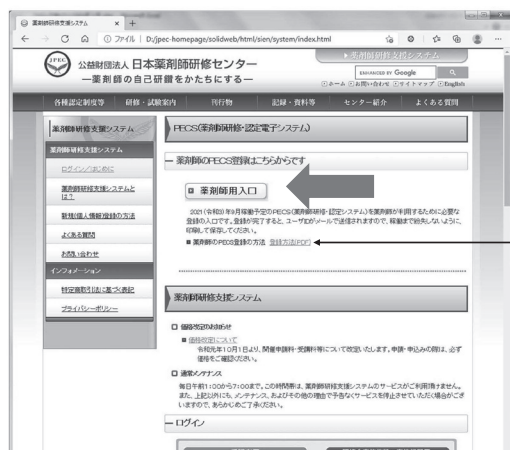 薬剤師研修支援システム
ファイル | D:/jpec-homepage/solidweb/html/sien/system/index.html
JPEC
公益財団法人 日本薬剤師研修センター
―薬剤師の自己研鑽をかたちにする―
薬剤師研修支援システム
ENHANCED BY Google
ホーム お問い合わせ サイトマップ English
各種認定制度等 研修・試験案内 刊行物 記録・資料等 センター紹介 よくある質問
薬剤師研修支援システム
薬剤師研修支援システム
ログイン／はじめに
薬剤師研修支援システムとは？
新規(個人情報)登録の方法
よくある質問
お問い合わせ
インフォメーション
特定商取引法に基づく表記
プライバシーポリシー
PECS(薬剤師研修・認定電子システム)
薬剤師のPECS登録はこちらからです
薬剤師用入口
2021(令和3)年9月稼働予定のPECS(薬剤師研修・認定システム)を薬剤師が利用するために必要な
登録の入口です。登録が完了すると、ユーザIDがメールで送信されますので、稼働まで紛失しないように、
印刷して保存してください。
■ 薬剤師のPECS登録の方法 登録方法(PDF)
薬剤師研修支援システム
価格改定のお知らせ
■ 価格改定について
令和元年10月1日より、開催申請料・受講料等について改定いたします。申請・申込みの際は、必ず
価格をご確認ください。
通常メンテナンス
毎日午前1:00から7:00まで。この時間帯は、薬剤師研修支援システムのサービスがご利用頂けません。
また、上記以外にも、メンテナンス、およびその他の理由で予告なくサービスを停止させていただく場合がござ
いますので、あらかじめご了承ください。
ログイン